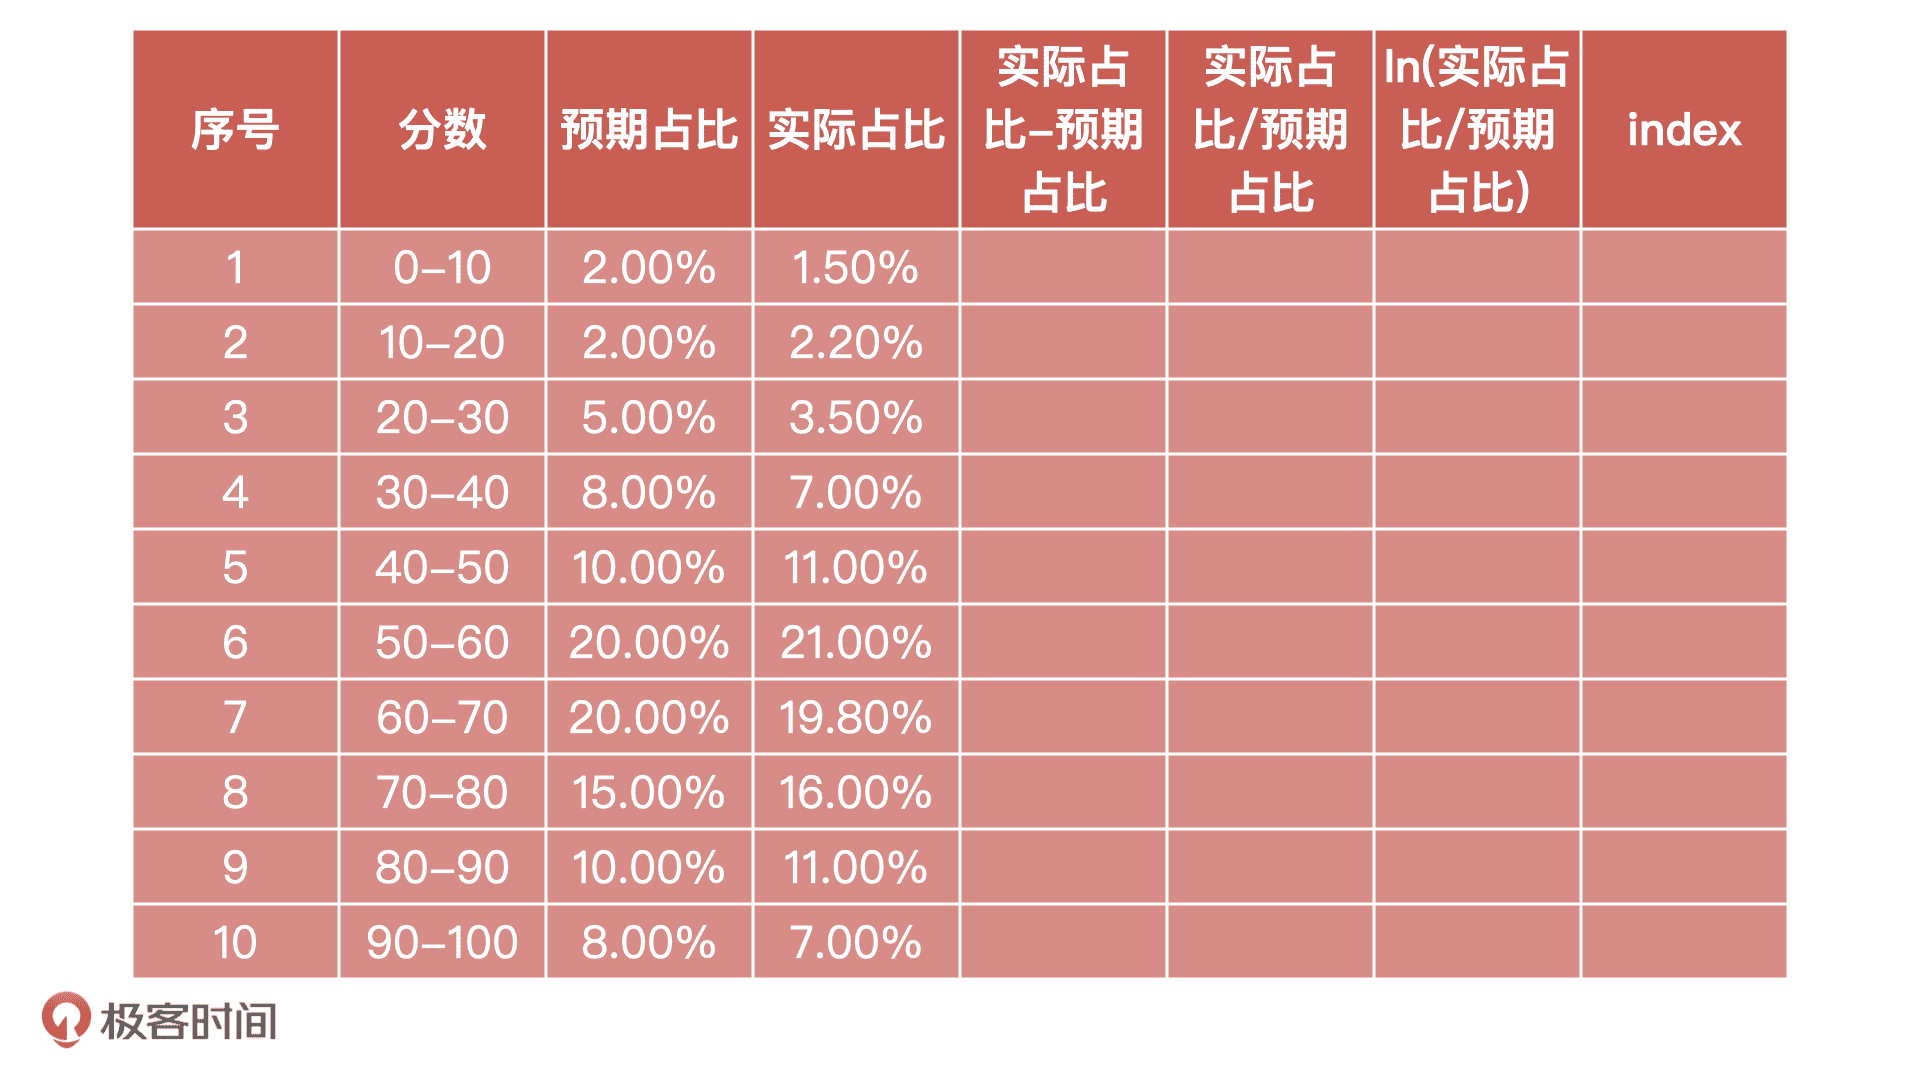 序号 分数 预期占比 实际占比 实际占比–预期占比 实际占比/预期占比 ln(实际占比/预期占比) index
1 0–10 2.00% 1.50%
2 10–20 2.00% 2.20%
3 20–30 5.00% 3.50%
4 30–40 8.00% 7.00%
5 40–50 10.00% 11.00%
6 50–60 20.00% 21.00%
7 60–70 20.00% 19.80%
8 70–80 15.00% 16.00%
9 80–90 10.00% 11.00%
10 90–100 8.00% 7.00%
极客时间